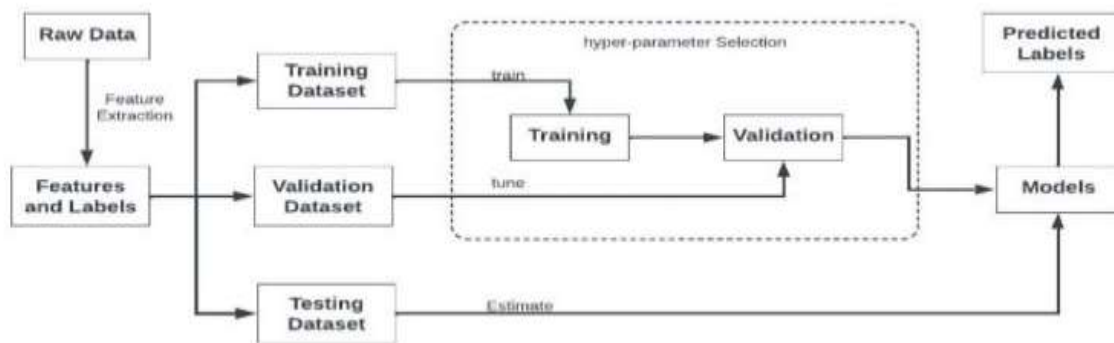 Raw Data
Feature
Extraction
Features
and Labels
Training
Dataset
Validation
Dataset
Testing
Dataset
hyper-parameter Selection
train
Training
Validation
tune
Estimate
Predicted
Labels
Models